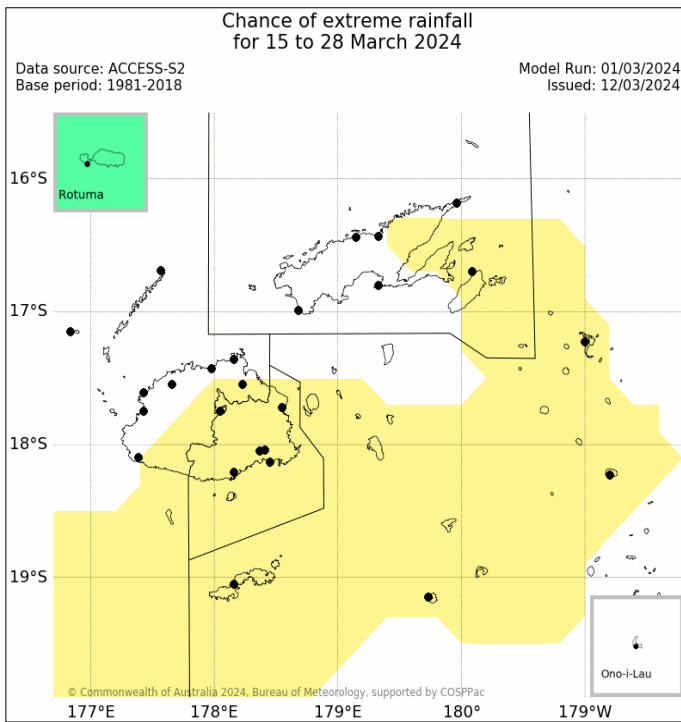 Chance of extreme rainfall
for 15 to 28 March 2024
Data source: ACCESS-S2
Base period: 1981-2018
Model Run: 01/03/2024
Issued: 12/03/2024
16°S
Rotuma
17°S
18°S
19°S
Ono-i-Lau
© Commonwealth of Australia 2024, Bureau of Meteorology, supported by COSPPac
177°E
178°E
179°E
180°
179°W